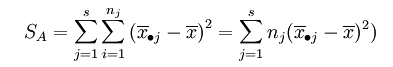 $S_A = \sum_{j=1}^{s} \sum_{i=1}^{n_j} (\overline{x}_{\bullet j} - \overline{x})^2 = \sum_{j=1}^{s} n_j (\overline{x}_{\bullet j} - \overline{x})^2)$